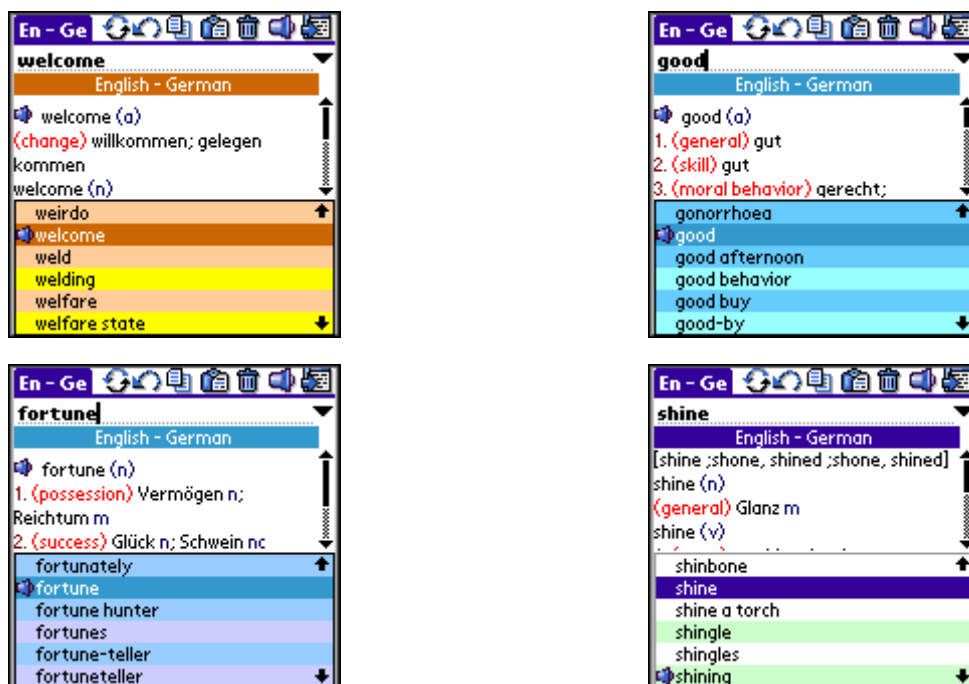 En - Ge
welcome
English - German
welcome (a)
(change) willkommen; gelegen
kommen
welcome (n)
weirdo
welcome
weld
welding
welfare
welfare state
En - Ge
good
English - German
good (a)
1. (general) gut
2. (skill) gut
3. (moral behavior) gerecht;
gonorrhoea
good
good afternoon
good behavior
good buy
good-by
En - Ge
fortune
English - German
fortune (n)
1. (possession) Vermögen n;
Reichtum m
2. (success) Glück n; Schwein nc
fortunately
fortune
fortune hunter
fortunes
fortune-teller
fortuneteller
En - Ge
shine
English - German
[shine ;shone, shined ;shone, shined]
shine (n)
(general) Glanz m
shine (v)
shinbone
shine
shine a torch
shingle
shingles
shining